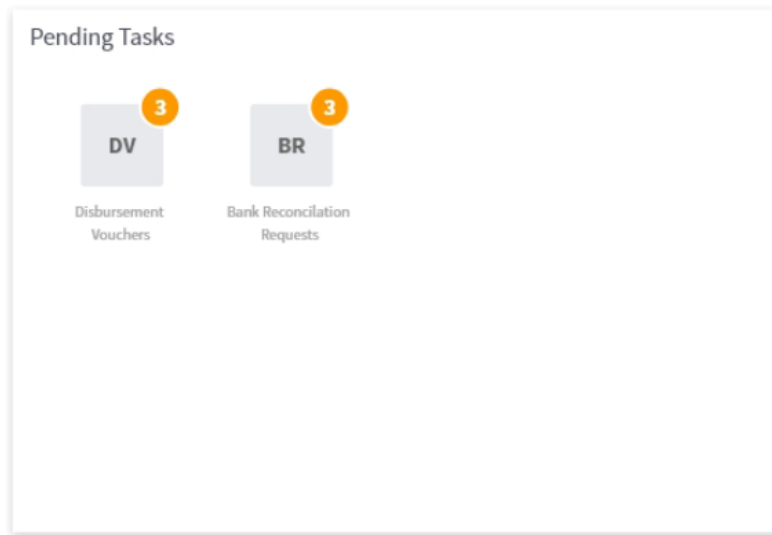 Pending Tasks
3
3
DV
BR
Disbursement
Vouchers
Bank Reconcilation
Requests